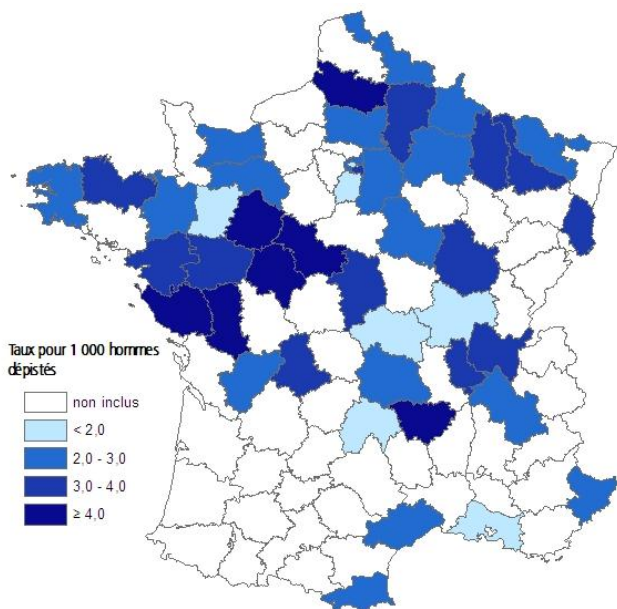 Taux pour 1 000 hommes
dépistés
non inclus
< 2,0
2,0 - 3,0
3,0 - 4,0
≥ 4,0